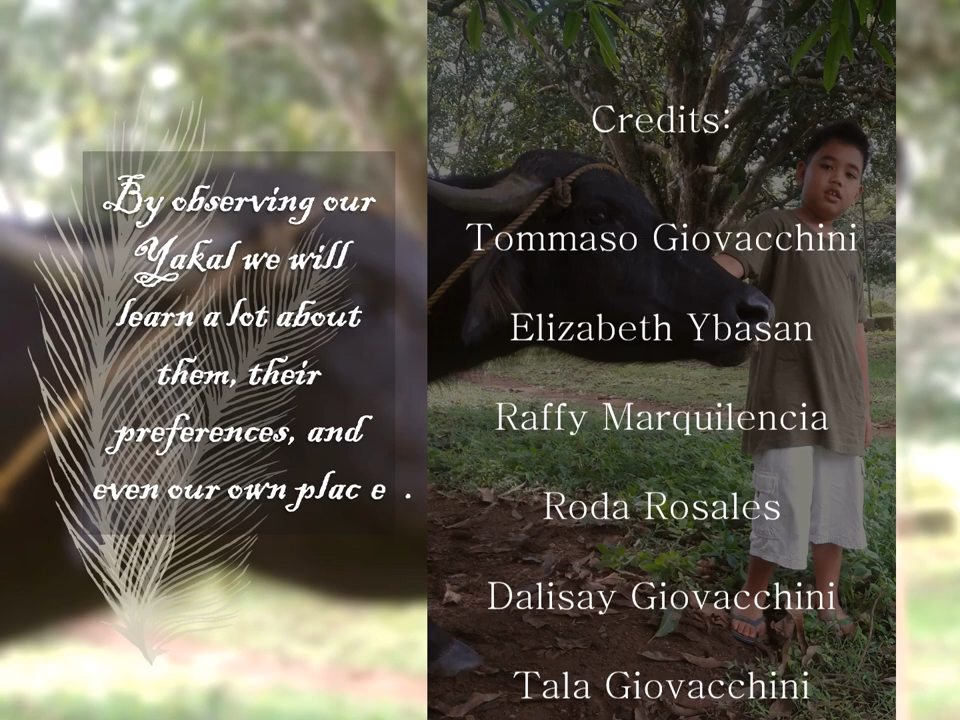 By observing our
Yakal we will
learn a lot about
them, their
preferences, and
even our own plac e .
Credits:
Tommaso Giovacchini
Elizabeth Ybasan
Raffy Marquilencia
Roda Rosales
Dalisay Giovacchini
Tala Giovacchini